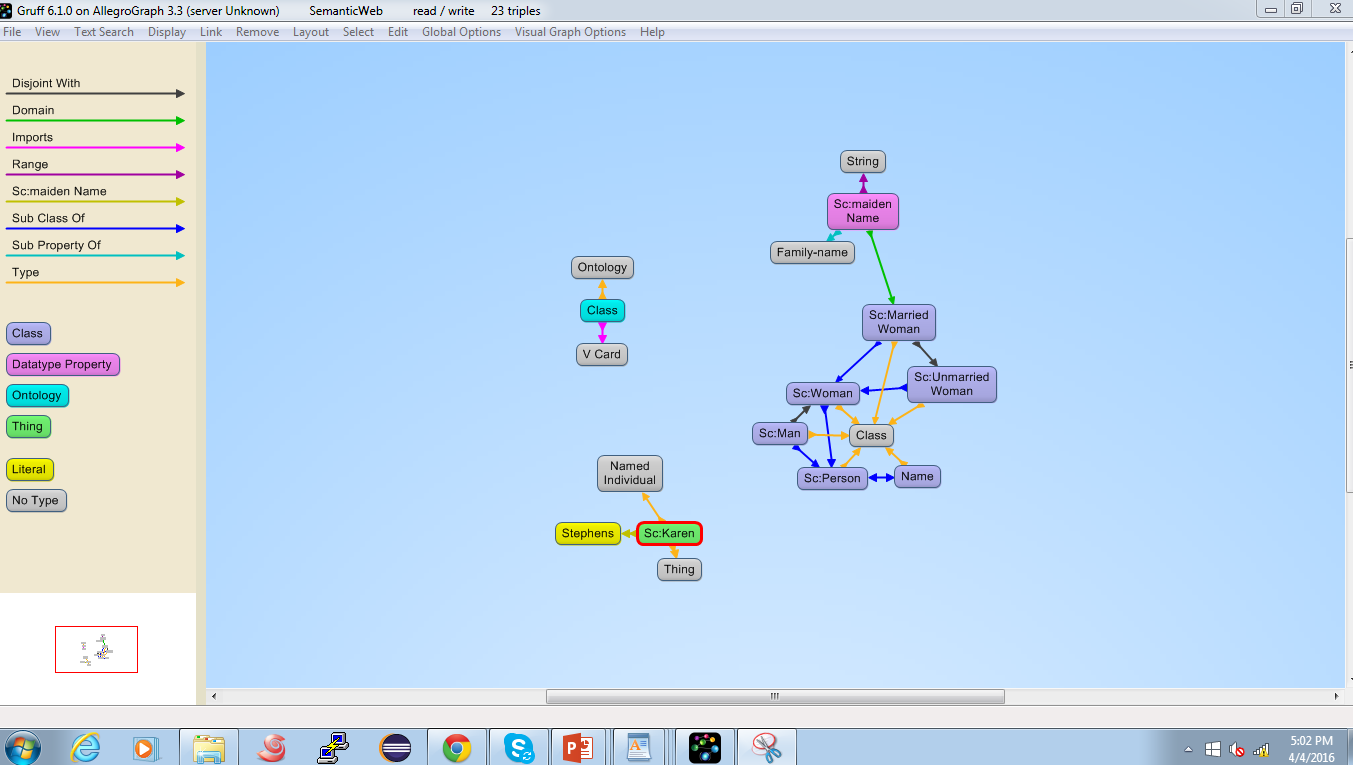 Gruff 6.1.0 on AllegroGraph 3.3 (server Unknown) SemanticWeb read / write 23 triples
File View Text Search Display Link Remove Layout Select Edit Global Options Visual Graph Options Help
Disjoint With
Domain
Imports
Range
Sc:maiden Name
Sub Class Of
Sub Property Of
Type
Class
Datatype Property
Ontology
Thing
Literal
No Type
String
Sc:maiden
Name
Family-name
Ontology
Class
V Card
Sc:Married
Woman
Sc:Unmarried
Woman
Sc:Woman
Sc:Man
Class
Sc:Person
Name
Named
Individual
Stephens
Sc:Karen
Thing
5:02 PM
4/4/2016